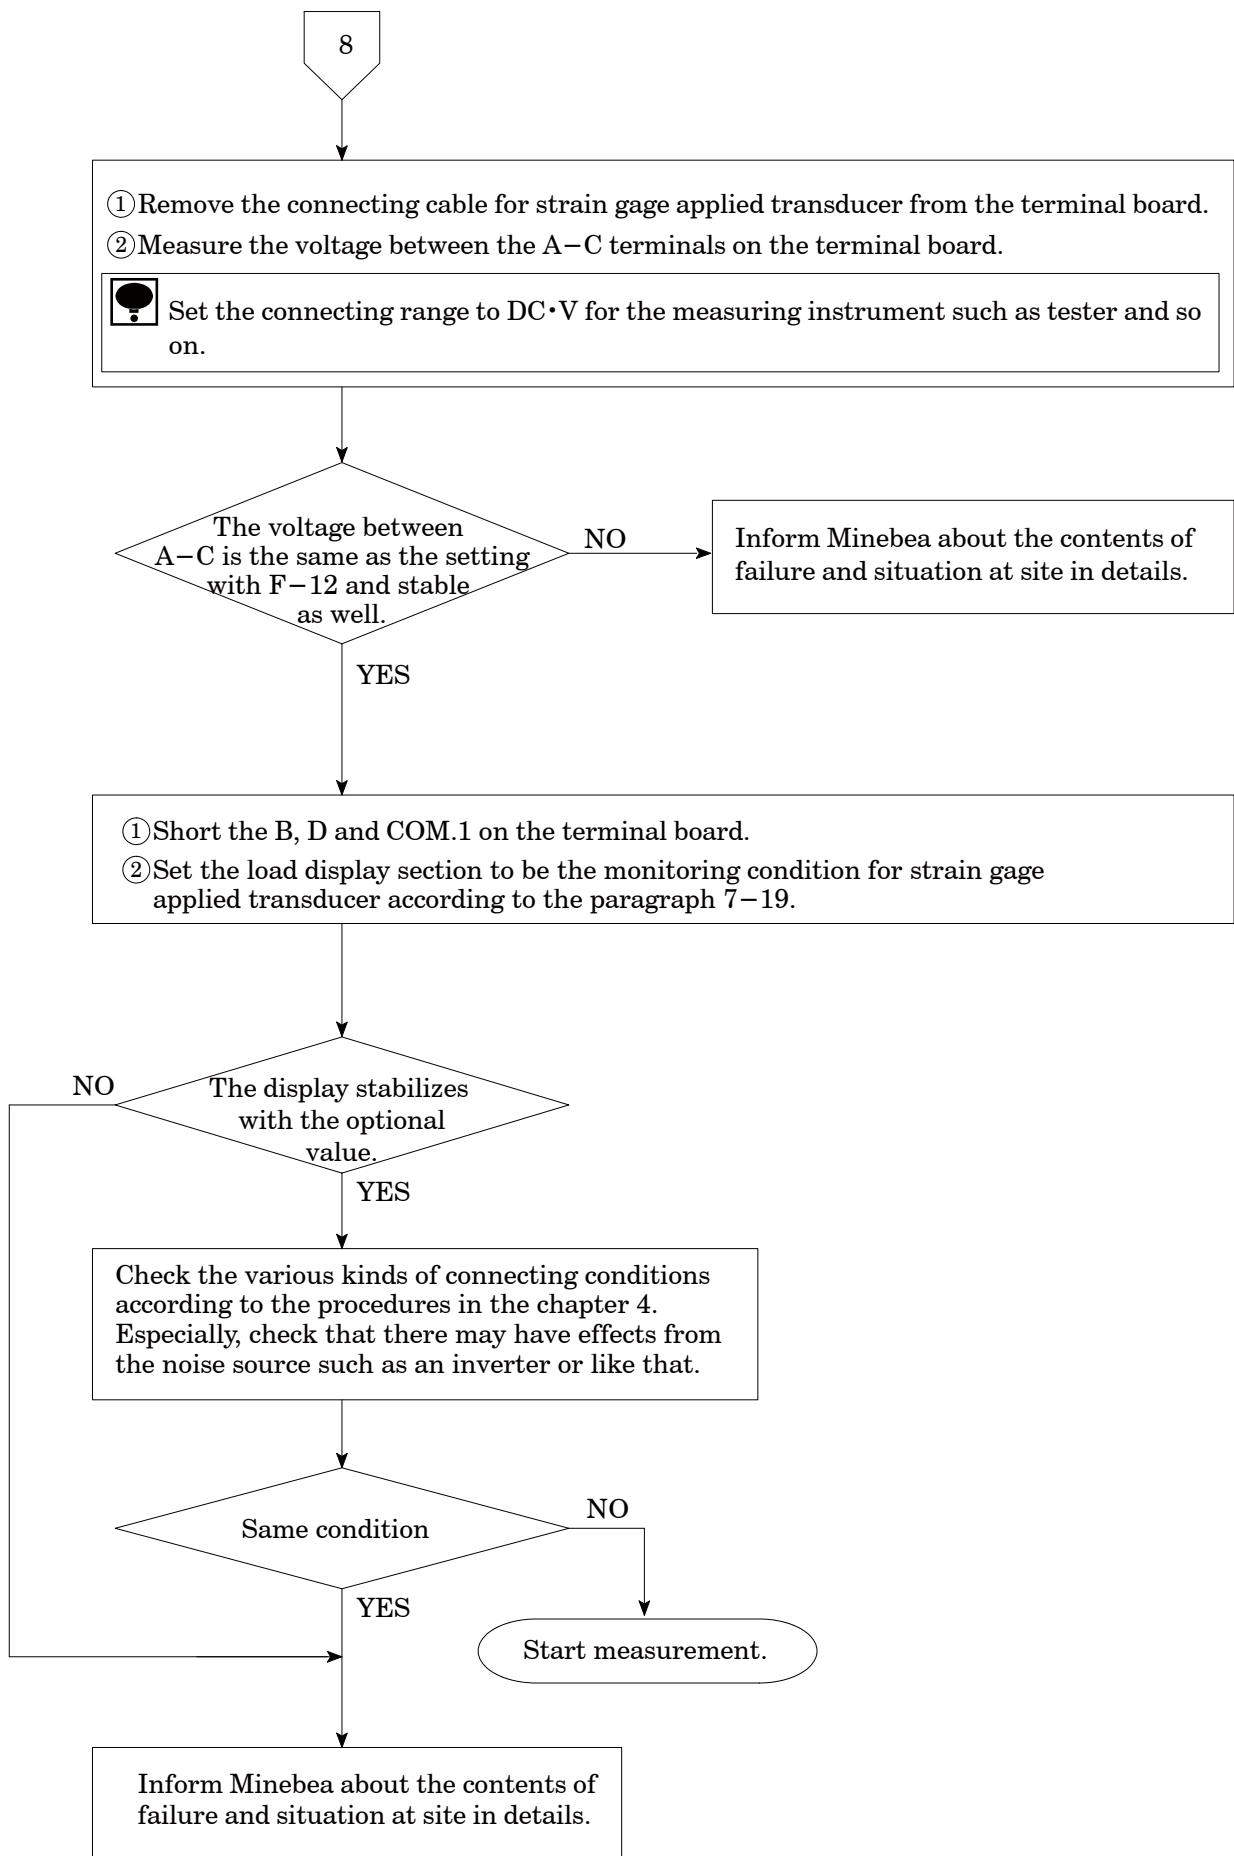 8
①Remove the connecting cable for strain gage applied transducer from the terminal board.
②Measure the voltage between the A−C terminals on the terminal board.
Set the connecting range to DC・V for the measuring instrument such as tester and so
on.
The voltage between
A−C is the same as the setting
with F−12 and stable
as well.
NO
Inform Minebea about the contents of
failure and situation at site in details.
YES
①Short the B, D and COM.1 on the terminal board.
②Set the load display section to be the monitoring condition for strain gage
applied transducer according to the paragraph 7−19.
NO
The display stabilizes
with the optional
value.
YES
Check the various kinds of connecting conditions
according to the procedures in the chapter 4.
Especially, check that there may have effects from
the noise source such as an inverter or like that.
Same condition
NO
YES
Start measurement.
Inform Minebea about the contents of
failure and situation at site in details.